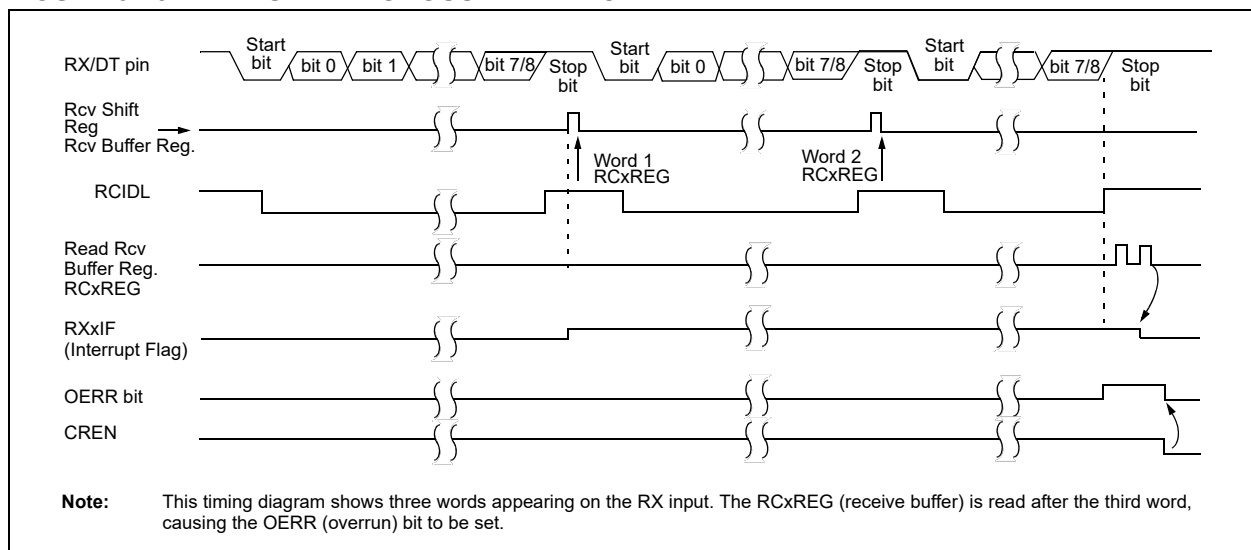 Start bit
bit 0
bit 1
bit 7/8
Stop bit
Start bit
bit 0
bit 7/8
Stop bit
Start bit
bit 7/8
Stop bit
RX/DT pin
Rcv Shift
Reg
Rcv Buffer Reg.
Word 1
RCxREG
Word 2
RCxREG
RCIDL
Read Rcv
Buffer Reg.
RCxREG
RXxIF
(Interrupt Flag)
OERR bit
CREN
Note: This timing diagram shows three words appearing on the RX input. The RCxREG (receive buffer) is read after the third word,
causing the OERR (overrun) bit to be set.